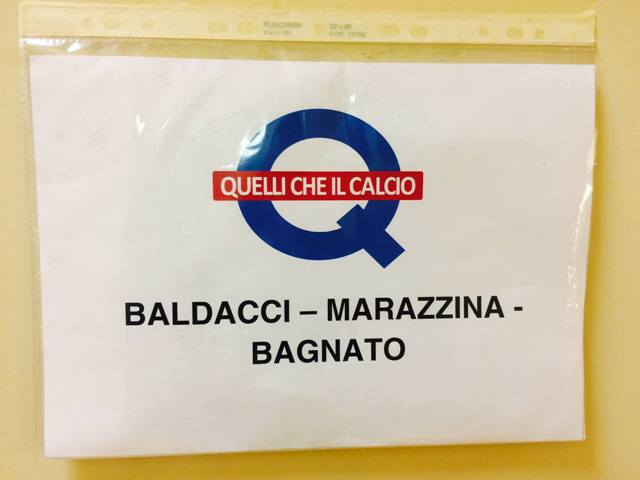 QUELLI CHE IL CALCIO
BALDACCI – MARAZZINA -
BAGNATO